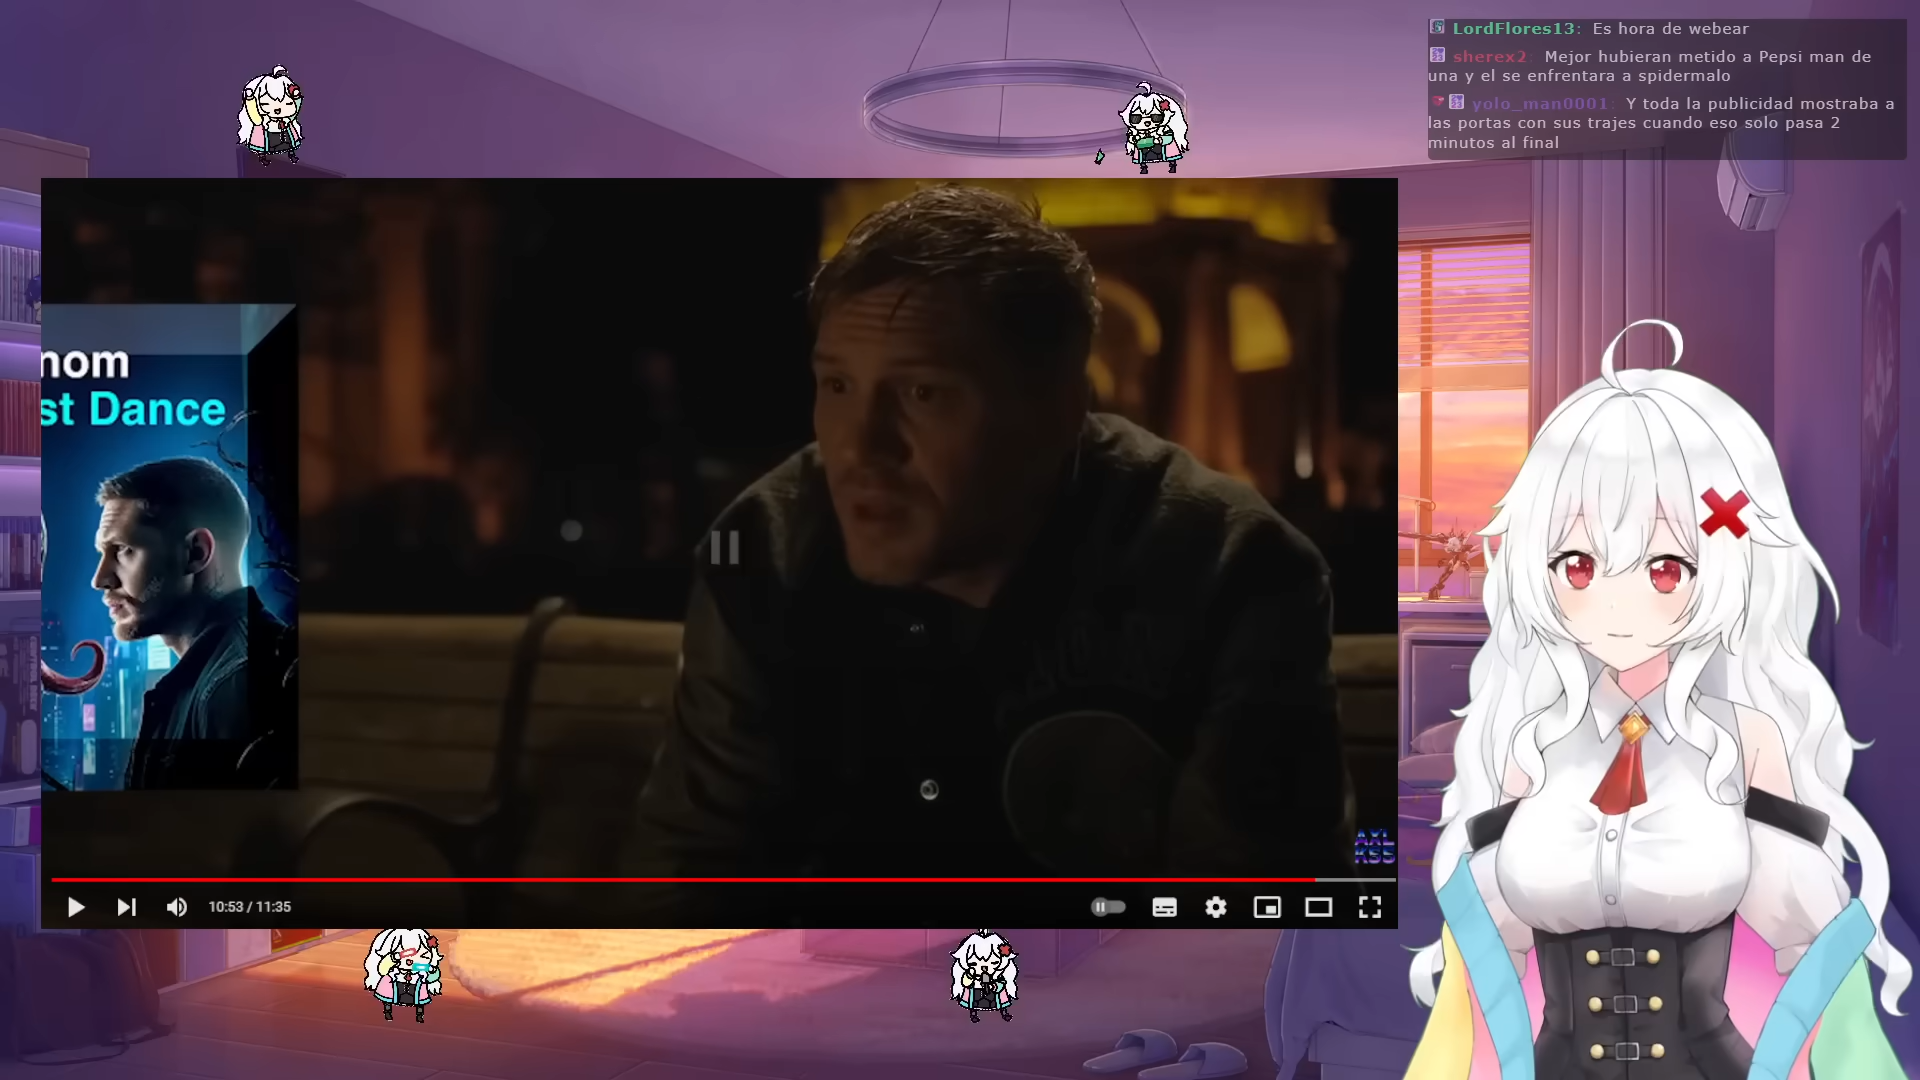 LordFlores13: Es hora de webear
sherex2: Mejor hubieran metido a Pepsi man de
una y el se enfrentara a spidermalo
yolo_man0001: Y toda la publicidad mostraba a
las portas con sus trajes cuando eso solo pasa 2
minutos al final
nom
st Dance
AXL
RSS
10:53 / 11:35